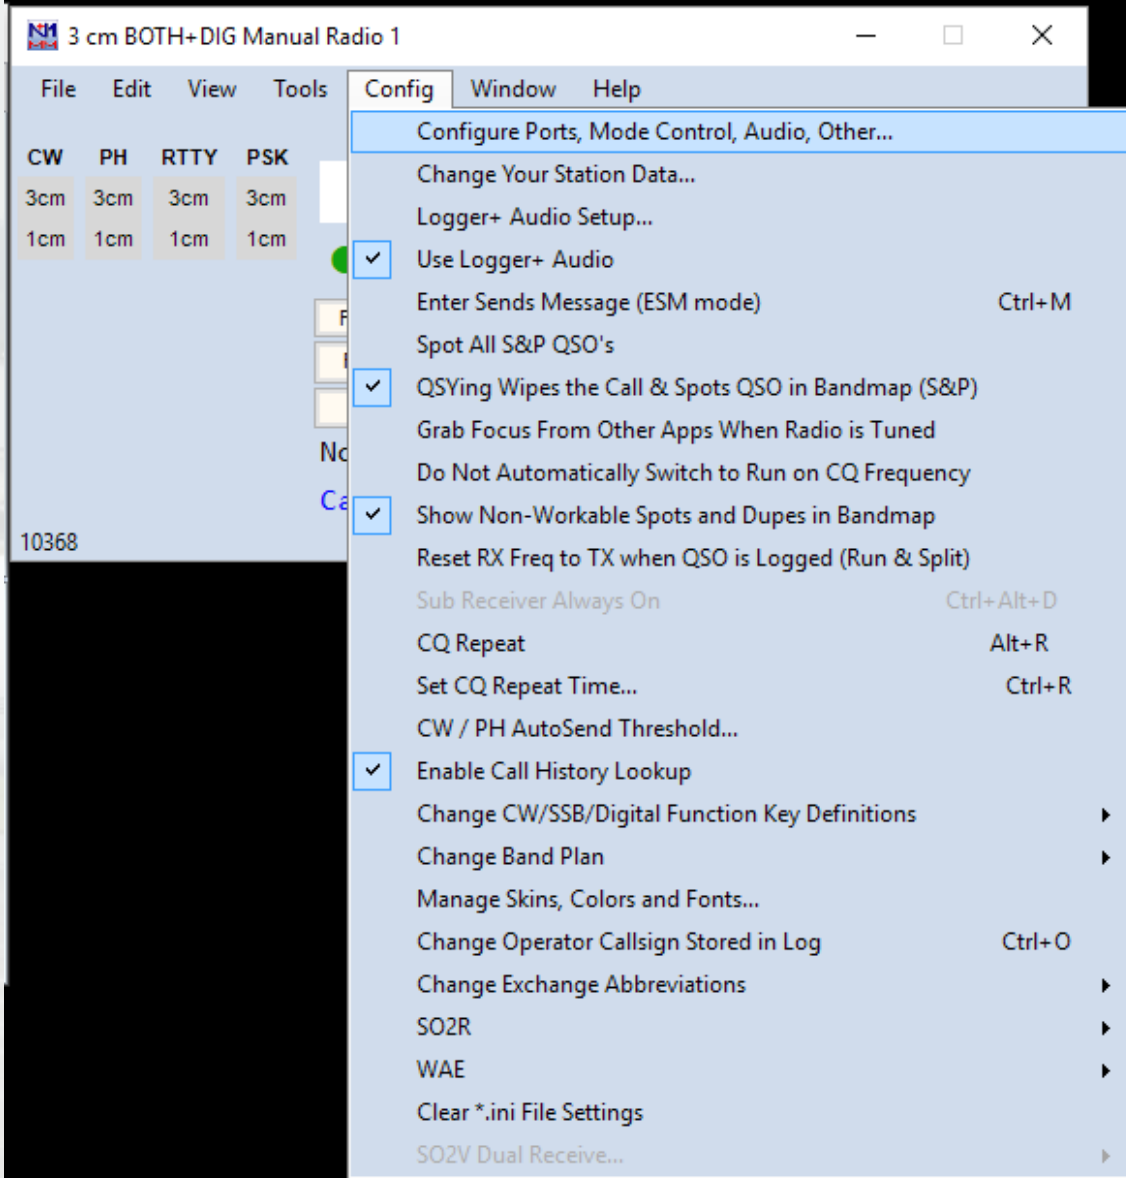 3 cm BOTH+DIG Manual Radio 1
File Edit View Tools Config Window Help
CW PH RTTY PSK
3cm 3cm 3cm 3cm
1cm 1cm 1cm 1cm
10368
Configure Ports, Mode Control, Audio, Other...
Change Your Station Data...
Logger+ Audio Setup...
Use Logger+ Audio
Enter Sends Message (ESM mode) Ctrl+M
Spot All S&P QSO's
QSYing Wipes the Call & Spots QSO in Bandmap (S&P)
Grab Focus From Other Apps When Radio is Tuned
Do Not Automatically Switch to Run on CQ Frequency
Show Non-Workable Spots and Dupes in Bandmap
Reset RX Freq to TX when QSO is Logged (Run & Split)
Sub Receiver Always On Ctrl+Alt+D
CQ Repeat Alt+R
Set CQ Repeat Time... Ctrl+R
CW / PH AutoSend Threshold...
Enable Call History Lookup
Change CW/SSB/Digital Function Key Definitions
Change Band Plan
Manage Skins, Colors and Fonts...
Change Operator Callsign Stored in Log Ctrl+O
Change Exchange Abbreviations
SO2R
WAE
Clear *.ini File Settings
SO2V Dual Receive...